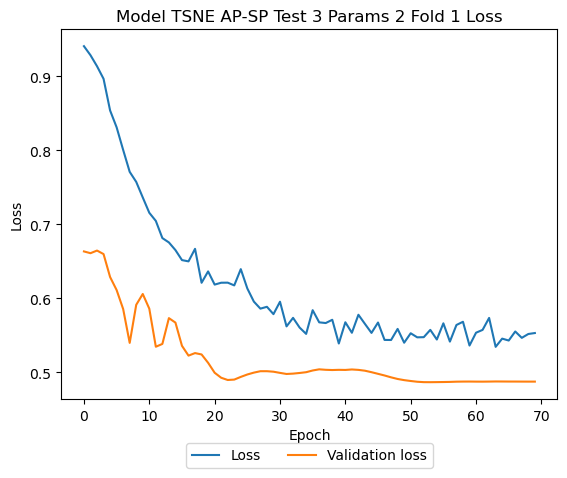 Model TSNE AP-SP Test 3 Params 2 Fold 1 Loss
Loss
0.9
0.8
0.7
0.6
0.5
0 10 20 30 40 50 60 70
Epoch
Loss Validation loss